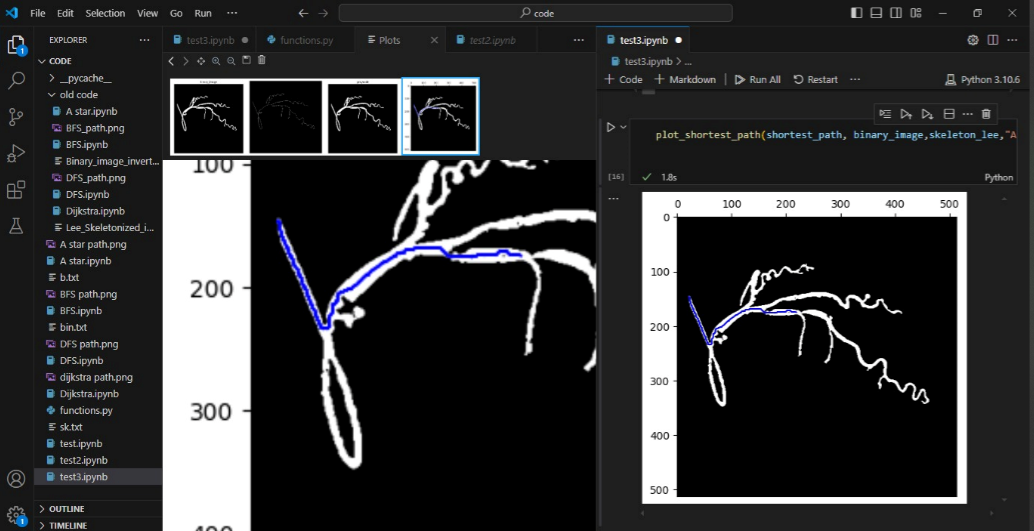 File Edit Selection View Go Run ··· code
EXPLORER ···
CODE
__pycache__
old code
A star.ipynb
BFS_path.png
BFS.ipynb
Binary_image_invert...
DFS_path.png
DFS.ipynb
Dijkstra.ipynb
Lee_Skeletonized_i...
A star path.png
A star.ipynb
b.txt
BFS path.png
BFS.ipynb
bin.txt
DFS path.png
DFS.ipynb
dijkstra path.png
Dijkstra.ipynb
functions.py
sk.txt
test.ipynb
test2.ipynb
test3.ipynb
OUTLINE
TIMELINE
test3.ipynb functions.py Plots test2.ipynb ···
100
200
300
400
test3.ipynb
test3.ipynb > ...
+ Code + Markdown Run All Restart ··· Python 3.10.6
plot_shortest_path(shortest_path, binary_image,skeleton_lee,"A
[16] 1.8s Python
0 100 200 300 400 500
0
100
200
300
400
500